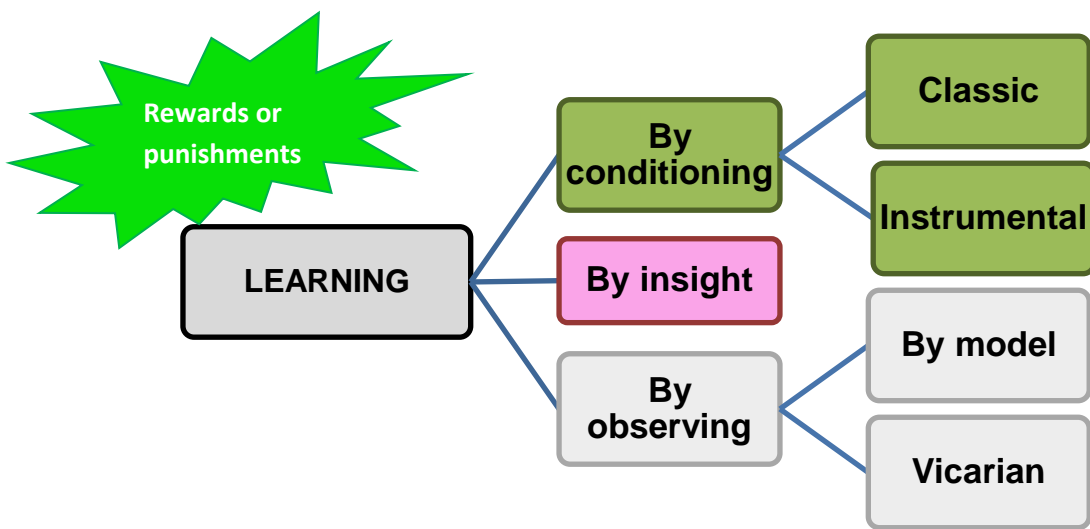 Rewards or
punishments
LEARNING
By
conditioning
Classic
Instrumental
By insight
By
observing
By model
Vicarian